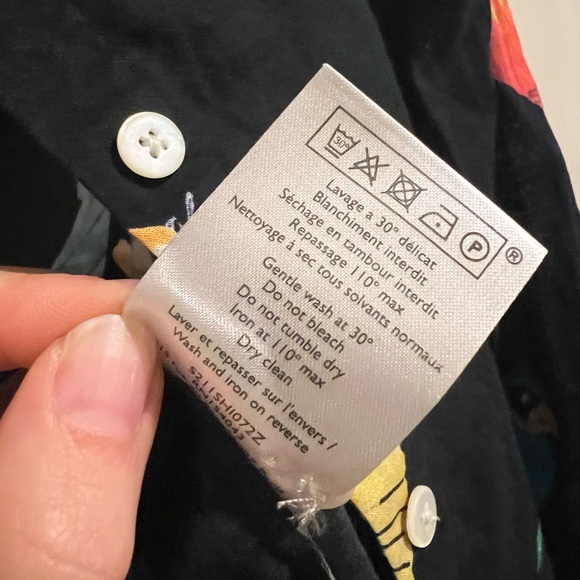 30°
P ®
Lavage a 30° délicat
Blanchiment interdit
Séchage en tambour interdit
Repassage 110° max
Nettoyage à sec tous solvants normaux
Gentle wash at 30°
Do not bleach
Do not tumble dry
Iron at 110° max
Dry clean
Laver et repasser sur l'envers /
Wash and iron on reverse
S211SH1072Z